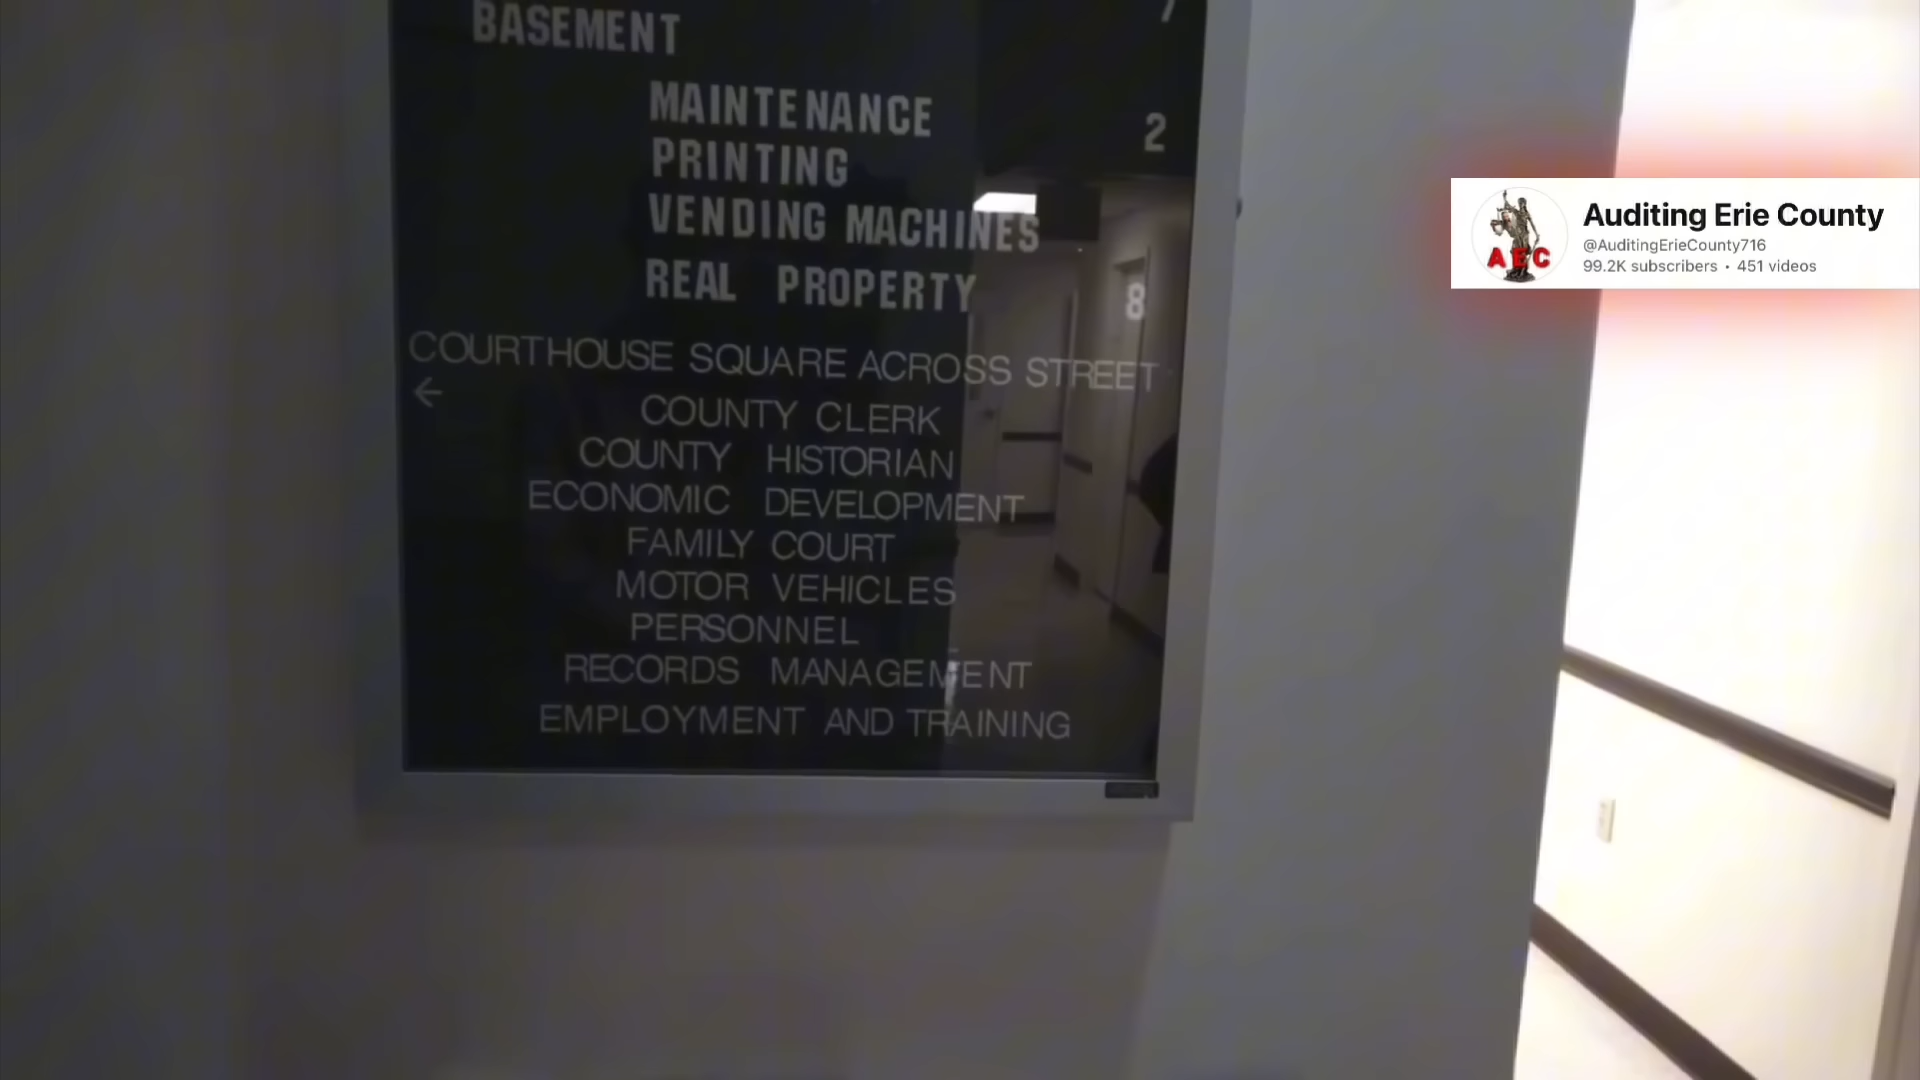 BASEMENT 7
MAINTENANCE 2
PRINTING
VENDING MACHINES
REAL PROPERTY 8
COURTHOUSE SQUARE ACROSS STREET
←
COUNTY CLERK
COUNTY HISTORIAN
ECONOMIC DEVELOPMENT
FAMILY COURT
MOTOR VEHICLES
PERSONNEL
RECORDS MANAGEMENT
EMPLOYMENT AND TRAINING
Auditing Erie County
@AuditingErieCounty716
99.2K subscribers • 451 videos
AEC